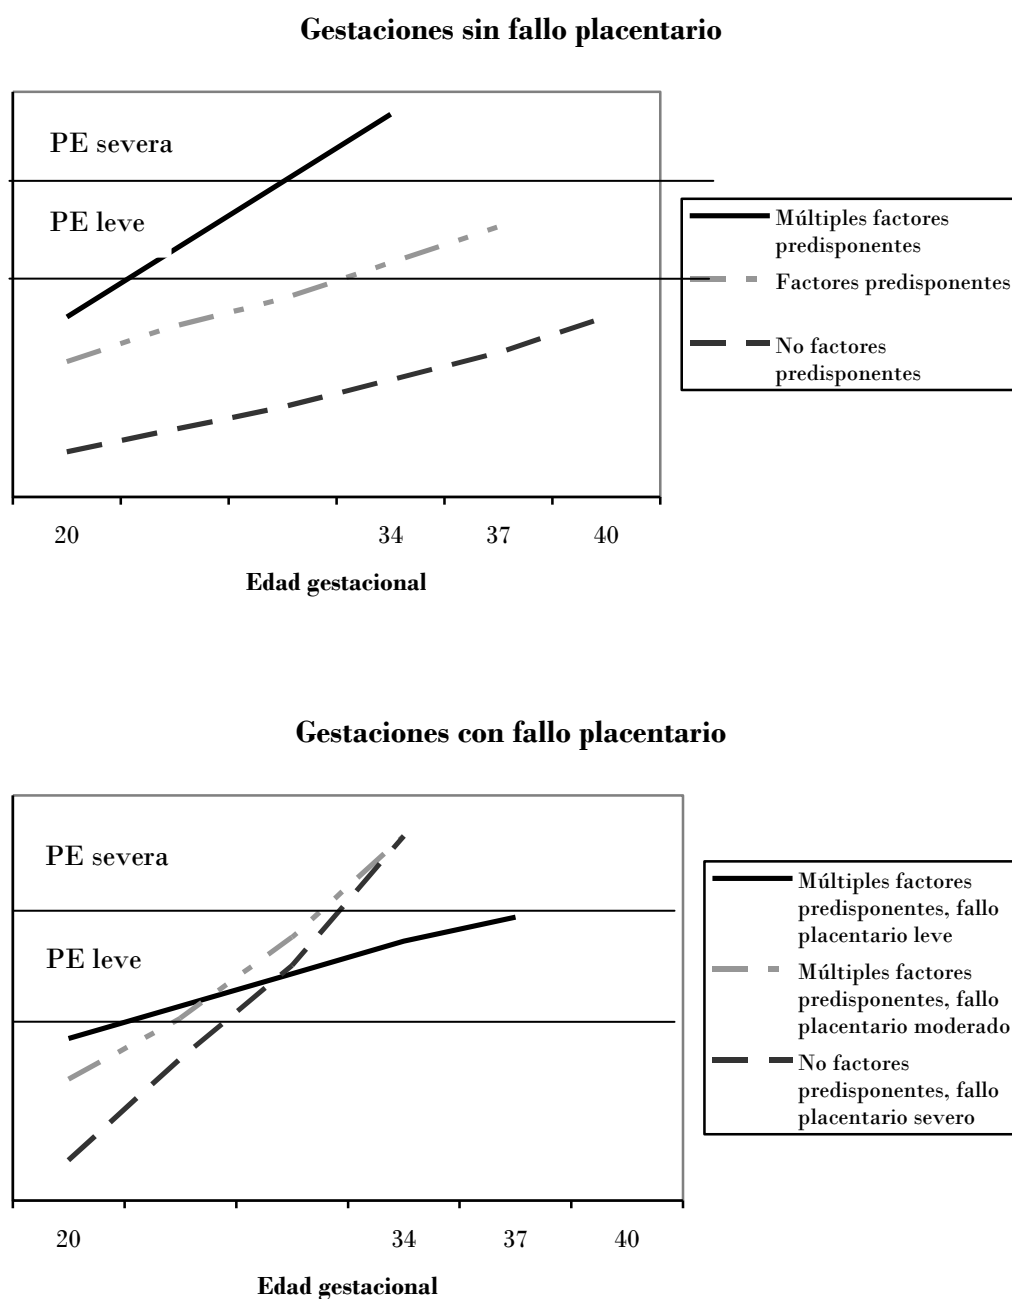 Gestaciones sin fallo placentario
PE severa
PE leve
Múltiples factores
predisponentes
Factores predisponentes
No factores
predisponentes
20 34 37 40
Edad gestacional
Gestaciones con fallo placentario
PE severa
PE leve
Múltiples factores
predisponentes, fallo
placentario leve
Múltiples factores
predisponentes, fallo
placentario moderado
No factores
predisponentes, fallo
placentario severo
20 34 37 40
Edad gestacional